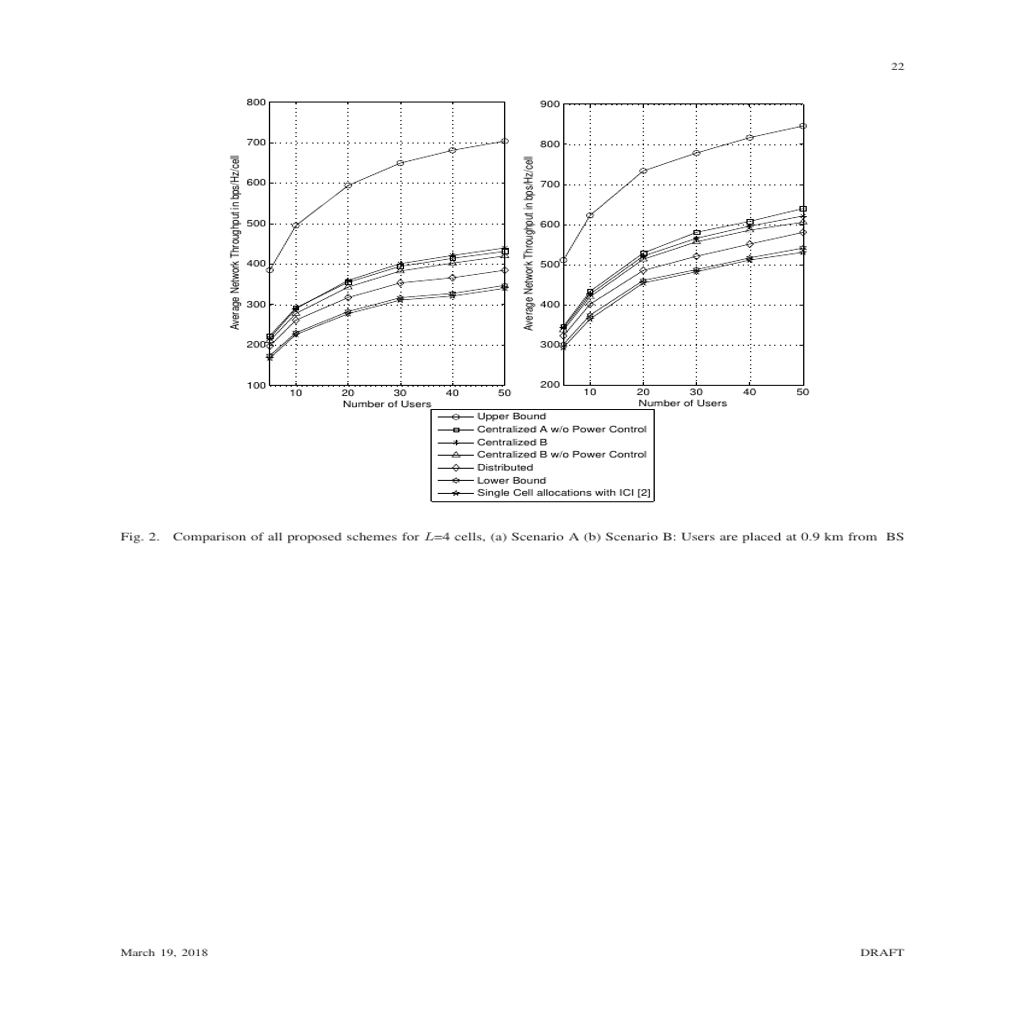 22
800
700
600
500
400
300
200
100
10 20 30 40 50
Average Network Throughput in bps/Hz/cell
Number of Users
900
800
700
600
500
400
300
200
10 20 30 40 50
Average Network Throughput in bps/Hz/cell
Number of Users
Upper Bound
Centralized A w/o Power Control
Centralized B
Centralized B w/o Power Control
Distributed
Lower Bound
Single Cell allocations with ICI [2]
Fig. 2. Comparison of all proposed schemes for L=4 cells, (a) Scenario A (b) Scenario B: Users are placed at 0.9 km from BS
March 19, 2018 DRAFT